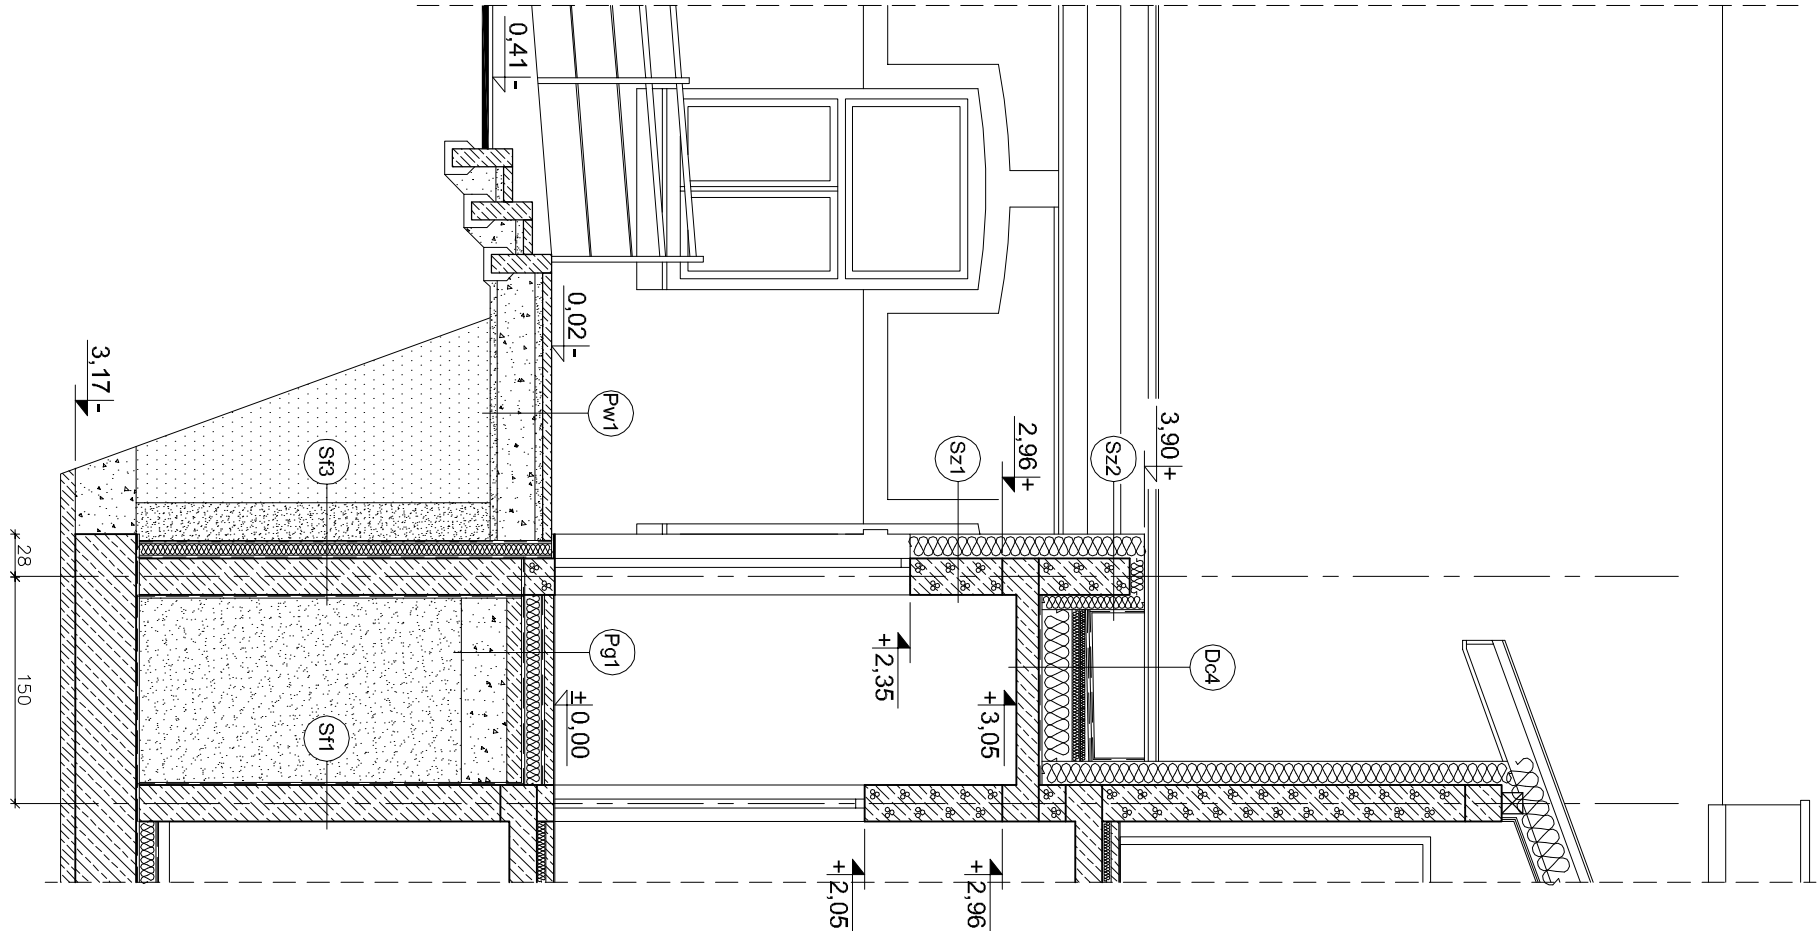 0,41 -
0,02 -
3,17 -
Pw1
Sf3
Sz1
2,96 +
Sz2
3,90 +
28
150
Pg1
Sf1
±0,00
+2,35
+3,05
Dc4
+2,05
+2,96